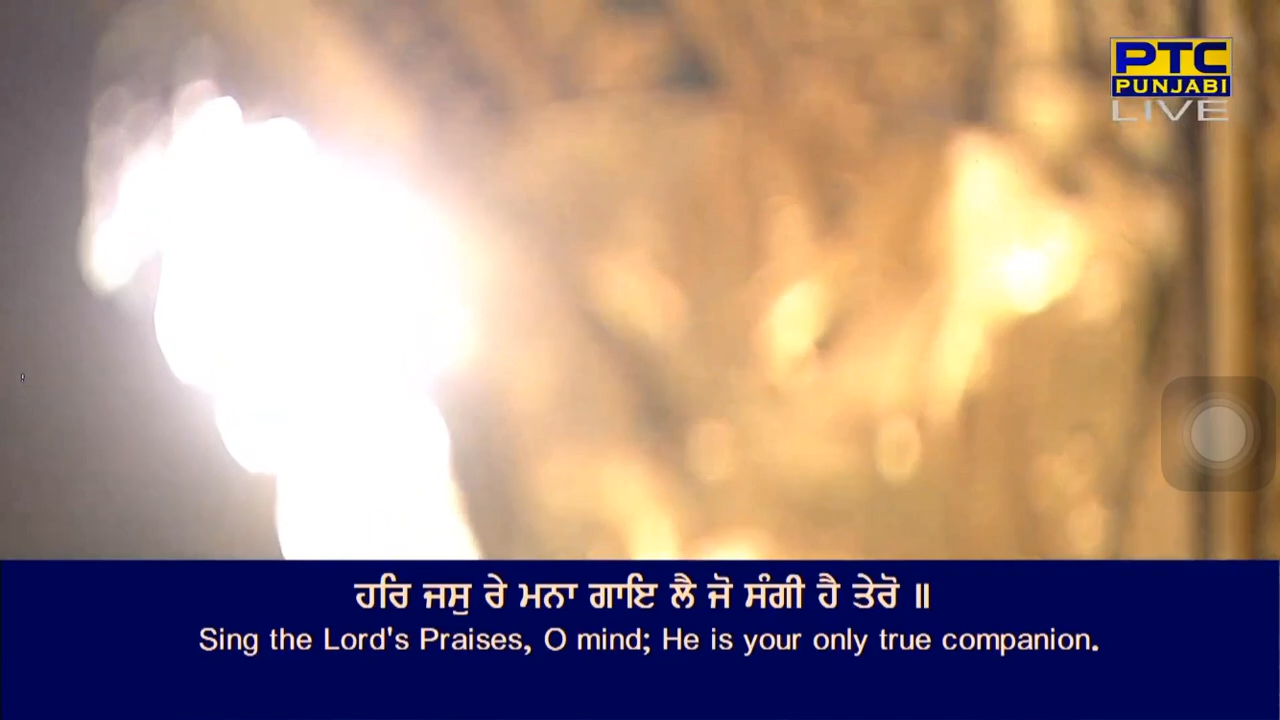 PTC
PUNJABI
LIVE
ਹਰਿ ਜਸੁ ਰੇ ਮਨਾ ਗਾਇ ਲੈ ਜੋ ਸੰਗੀ ਹੈ ਤੇਰੋ ॥
Sing the Lord's Praises, O mind; He is your only true companion.